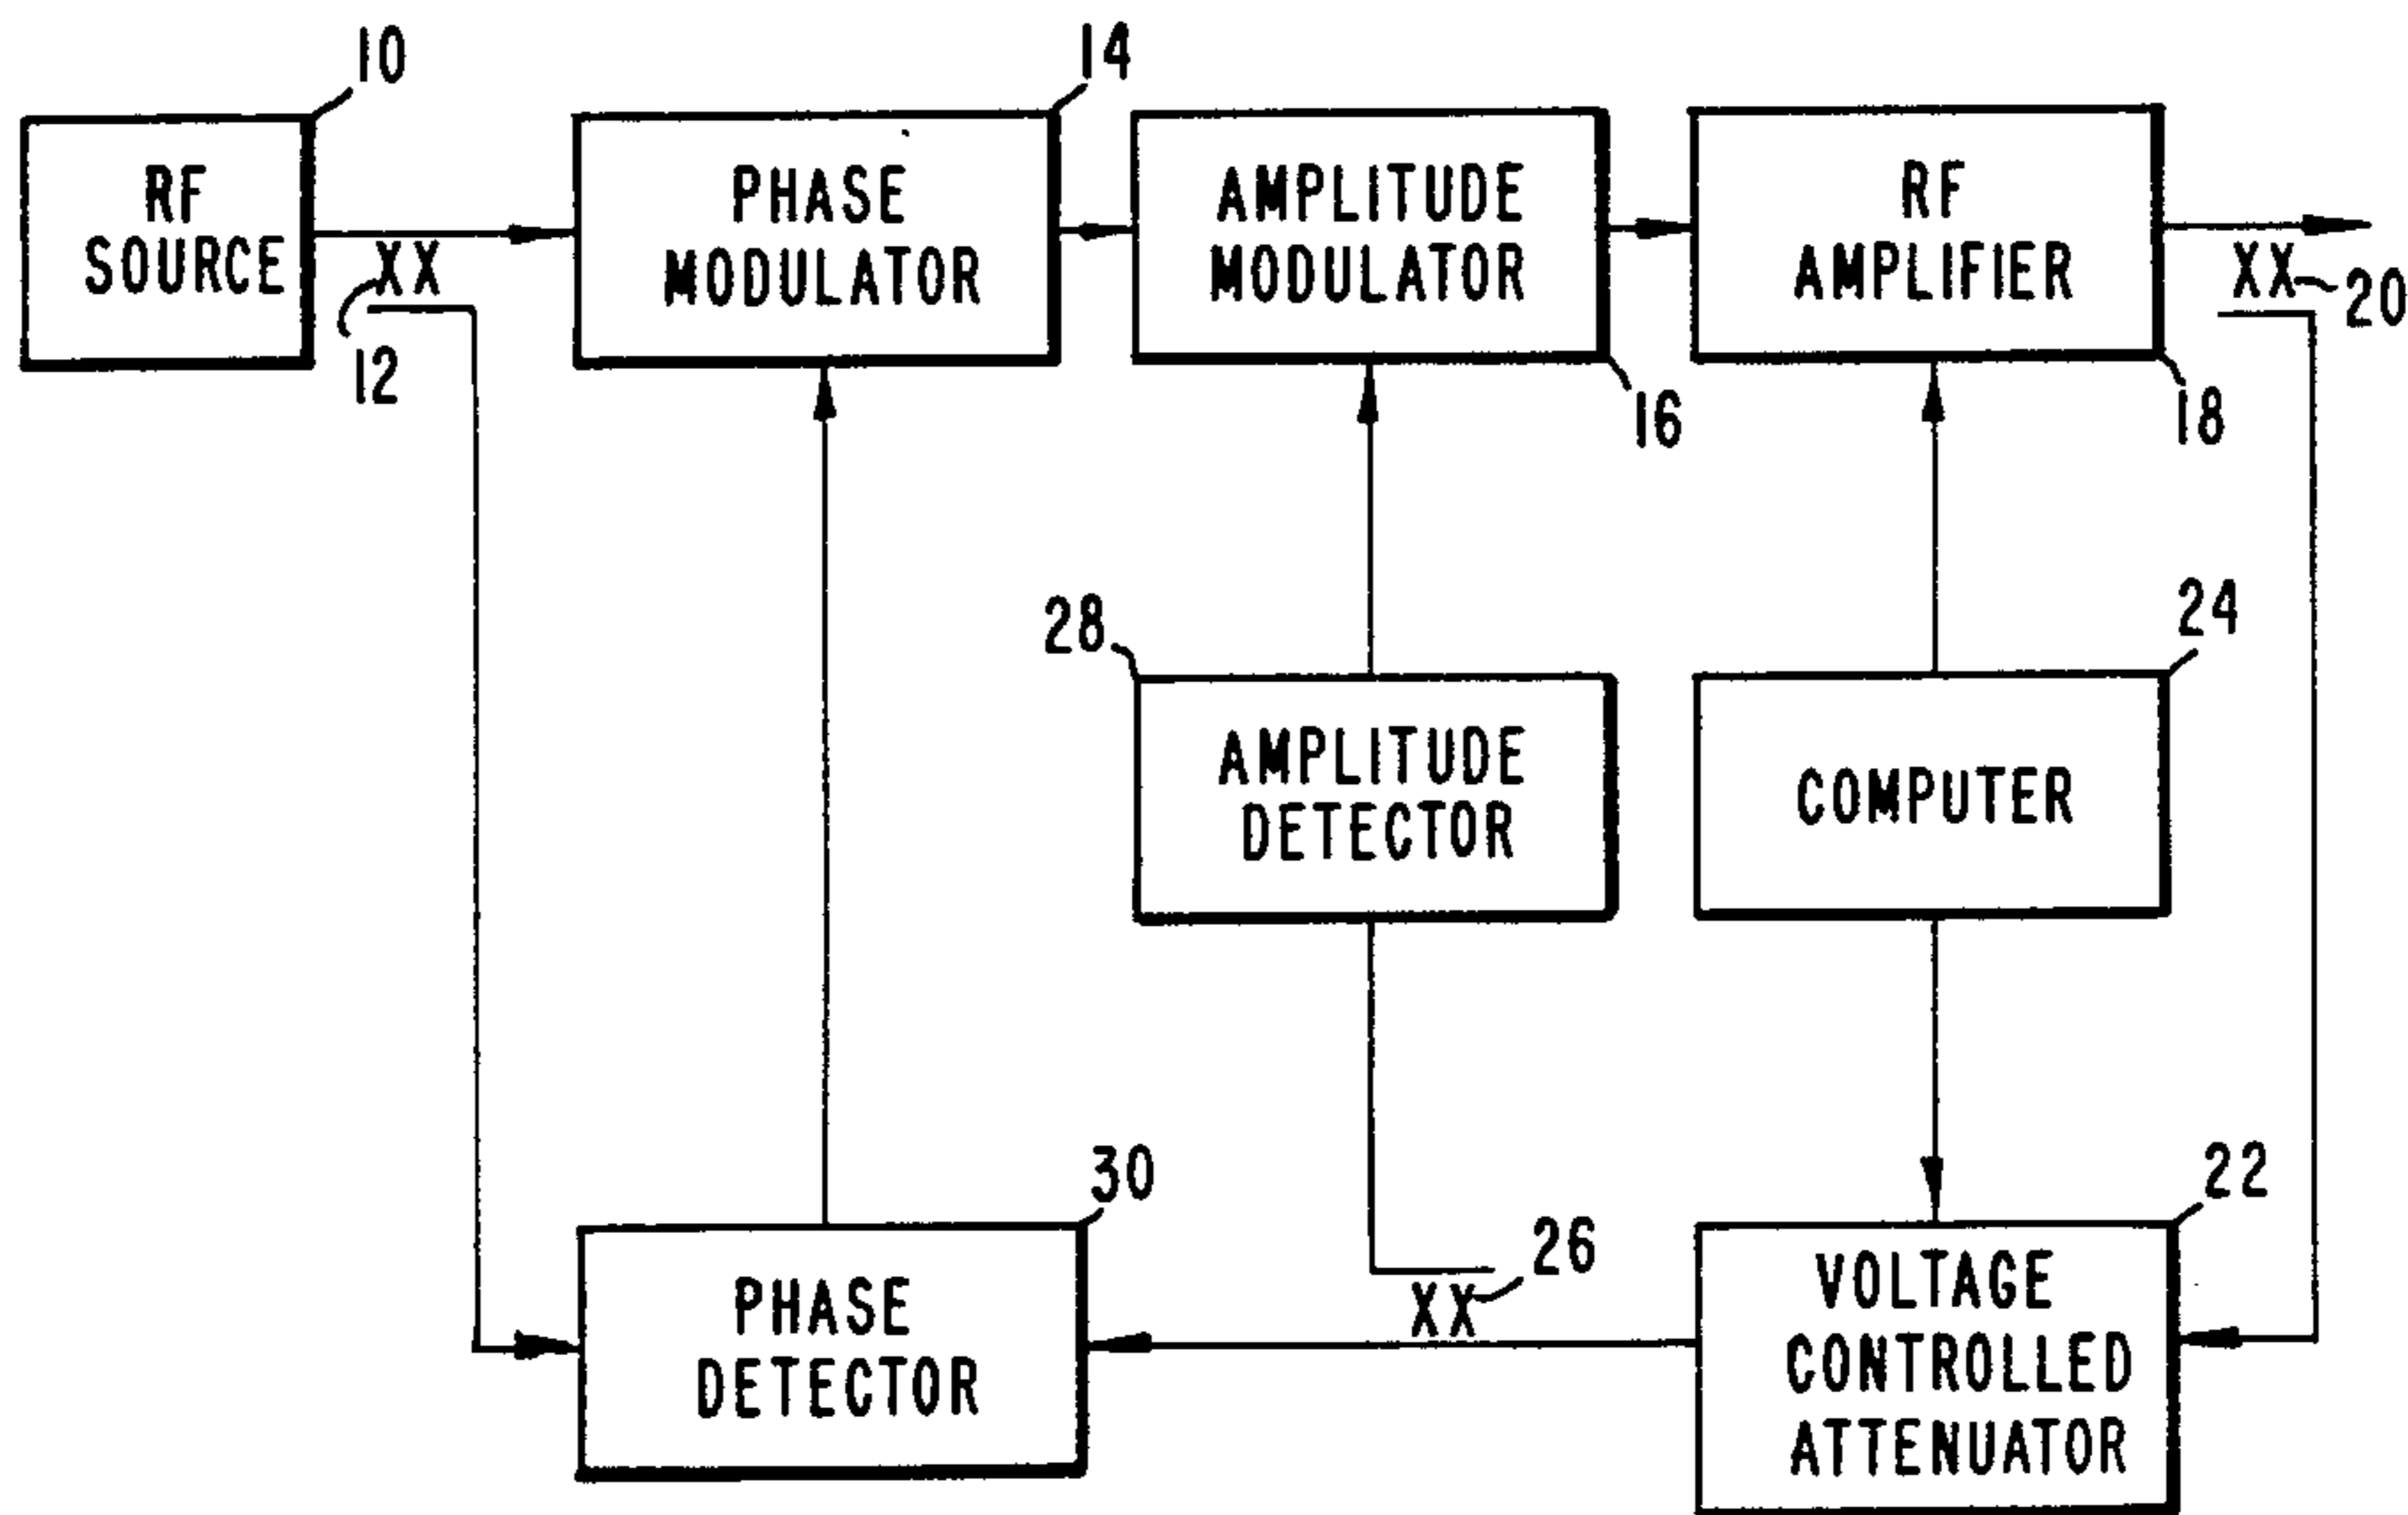 10
14
RF
SOURCE
PHASE
MODULATOR
AMPLITUDE
MODULATOR
RF
AMPLIFIER
XX
12
XX
20
16
18
28
24
AMPLITUDE
DETECTOR
COMPUTER
30
22
26
XX
PHASE
DETECTOR
VOLTAGE
CONTROLLED
ATTENUATOR